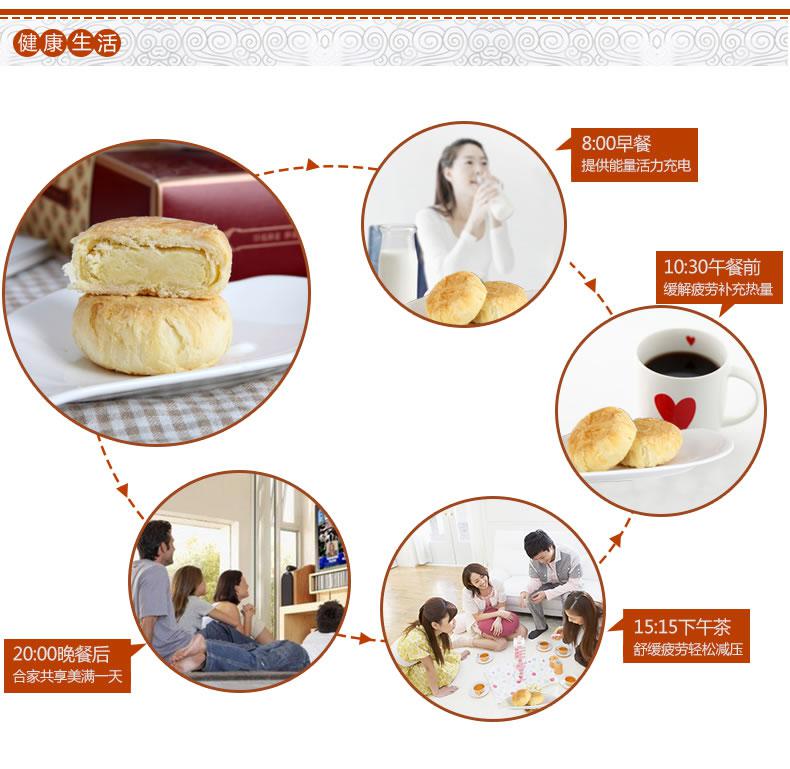 健康生活
8:00早餐
提供能量活力充电
10:30午餐前
缓解疲劳补充热量
15:15下午茶
舒缓疲劳轻松减压
20:00晚餐后
合家共享美满一天